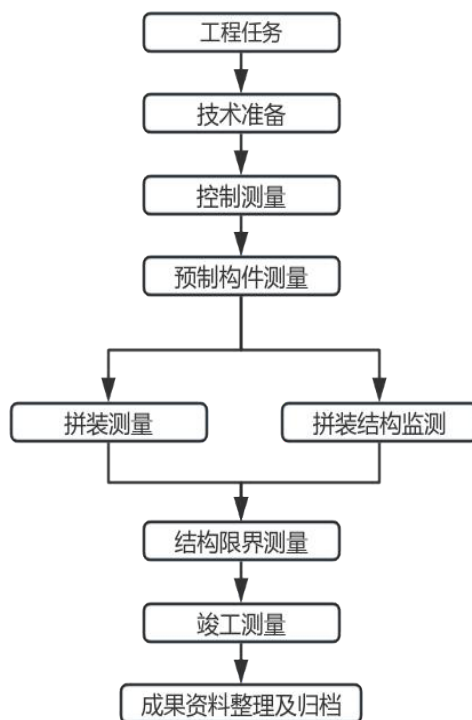 工程任务
技术准备
控制测量
预制构件测量
拼装测量
拼装结构监测
结构限界测量
竣工测量
成果资料整理及归档